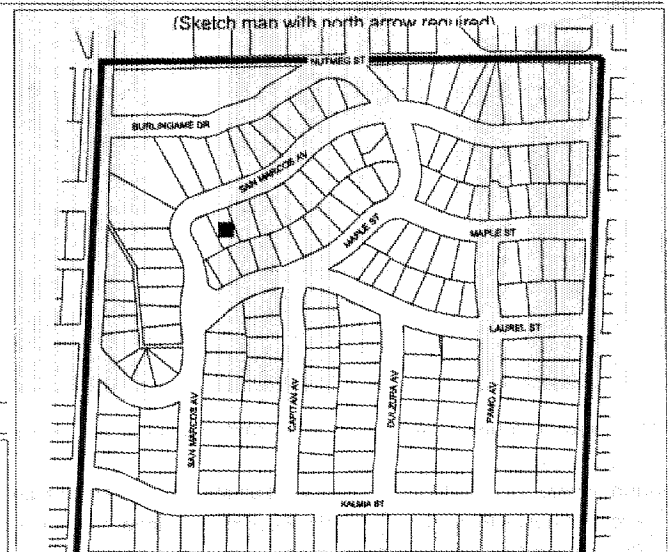 (Sketch map with north arrow required)
NUTMEG ST
BURLINGAME DR
SAN MARCOS AV
MAPLE ST
MAPLE ST
LAUREL ST
SAN MARCOS AV
CAPITAN AV
DULZURA AV
PAMO AV
KALMIA ST